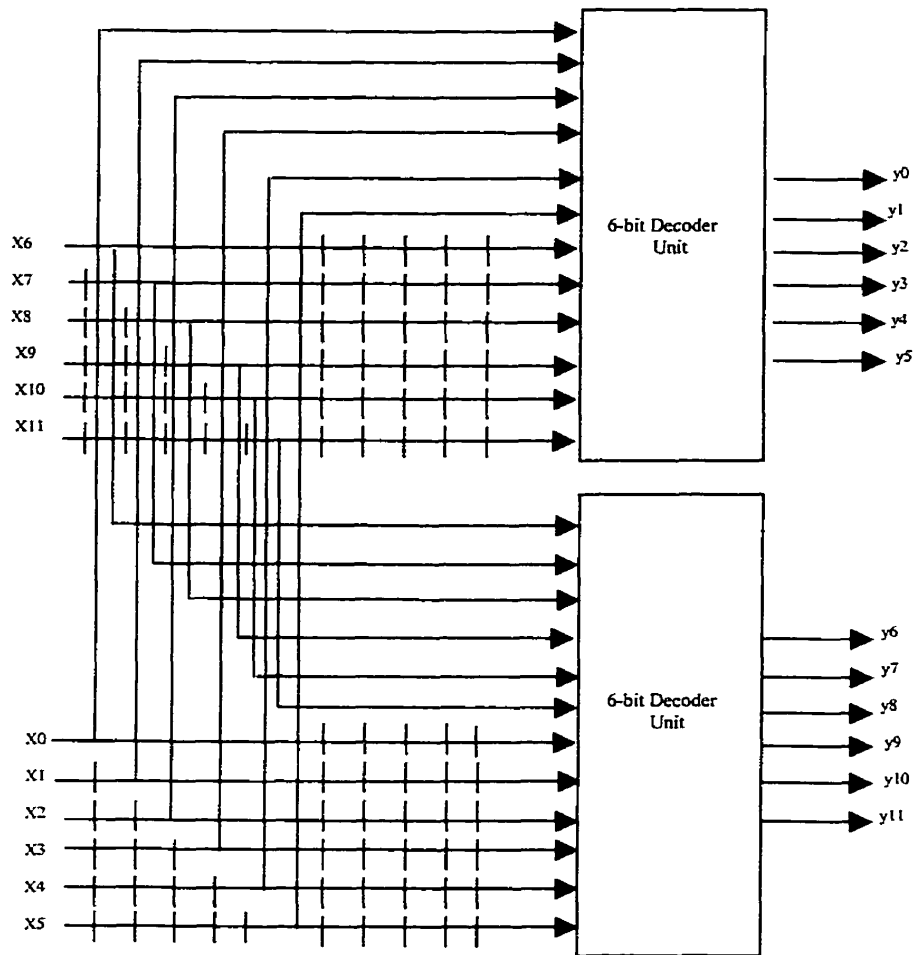 y0
y1
6-bit Decoder
Unit
X6
y2
X7
y3
X8
y4
X9
y5
X10
X11
y6
y7
6-bit Decoder
Unit
y8
X0
y9
X1
y10
X2
y11
X3
X4
X5